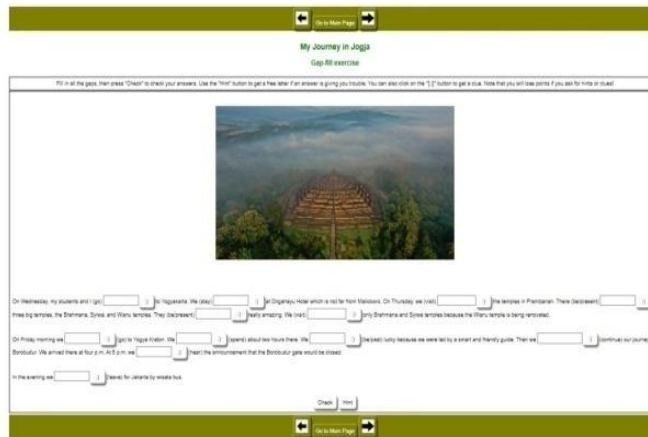 Go to Main Page
My Journey in Jogja
Gap-fill exercise
Fill in all the gaps, then press "Check" to check your answers. Use the "Hint" button to get a free letter if an answer is giving you trouble. You can also click on the "[?]" button to get a clue. Note that you will lose points if you ask for hints or clues!
On Wednesday, my students and I (go) to Yogyakarta. We (stay) at Dirgahayu Hotel which is not far from Malioboro. On Thursday, we (visit) the temples in Prambanan. There (be/present)
three big temples, the Brahmana, Syiwa, and Wisnu temples. They (be/present) really amazing. We (visit) only Brahmana and Syiwa temples because the Wisnu temple is being renovated.
On Friday morning we (go) to Yogya Kraton. We (spend) about two hours there. We (be/past) lucky because we were led by a smart and friendly guide. Then we (continue) our journey
Borobudur. We arrived there at four p.m. At 5 p.m. we (hear) the announcement that the Borobudur gate would be closed.
In the evening we (leave) for Jakarta by wisata bus.
Check Hint
Go to Main Page